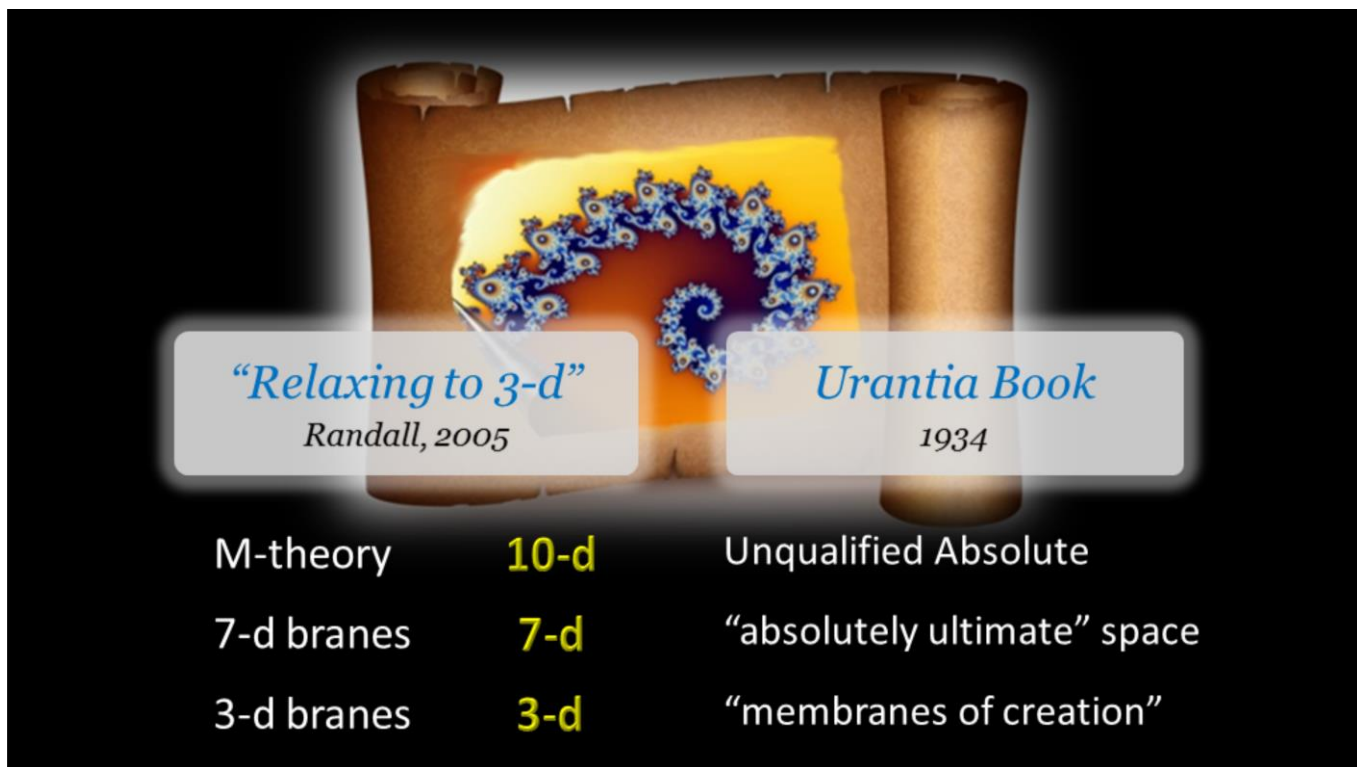 “Relaxing to 3-d”
Randall, 2005
Urantia Book
1934
M-theory 10-d Unqualified Absolute
7-d branes 7-d “absolutely ultimate” space
3-d branes 3-d “membranes of creation”